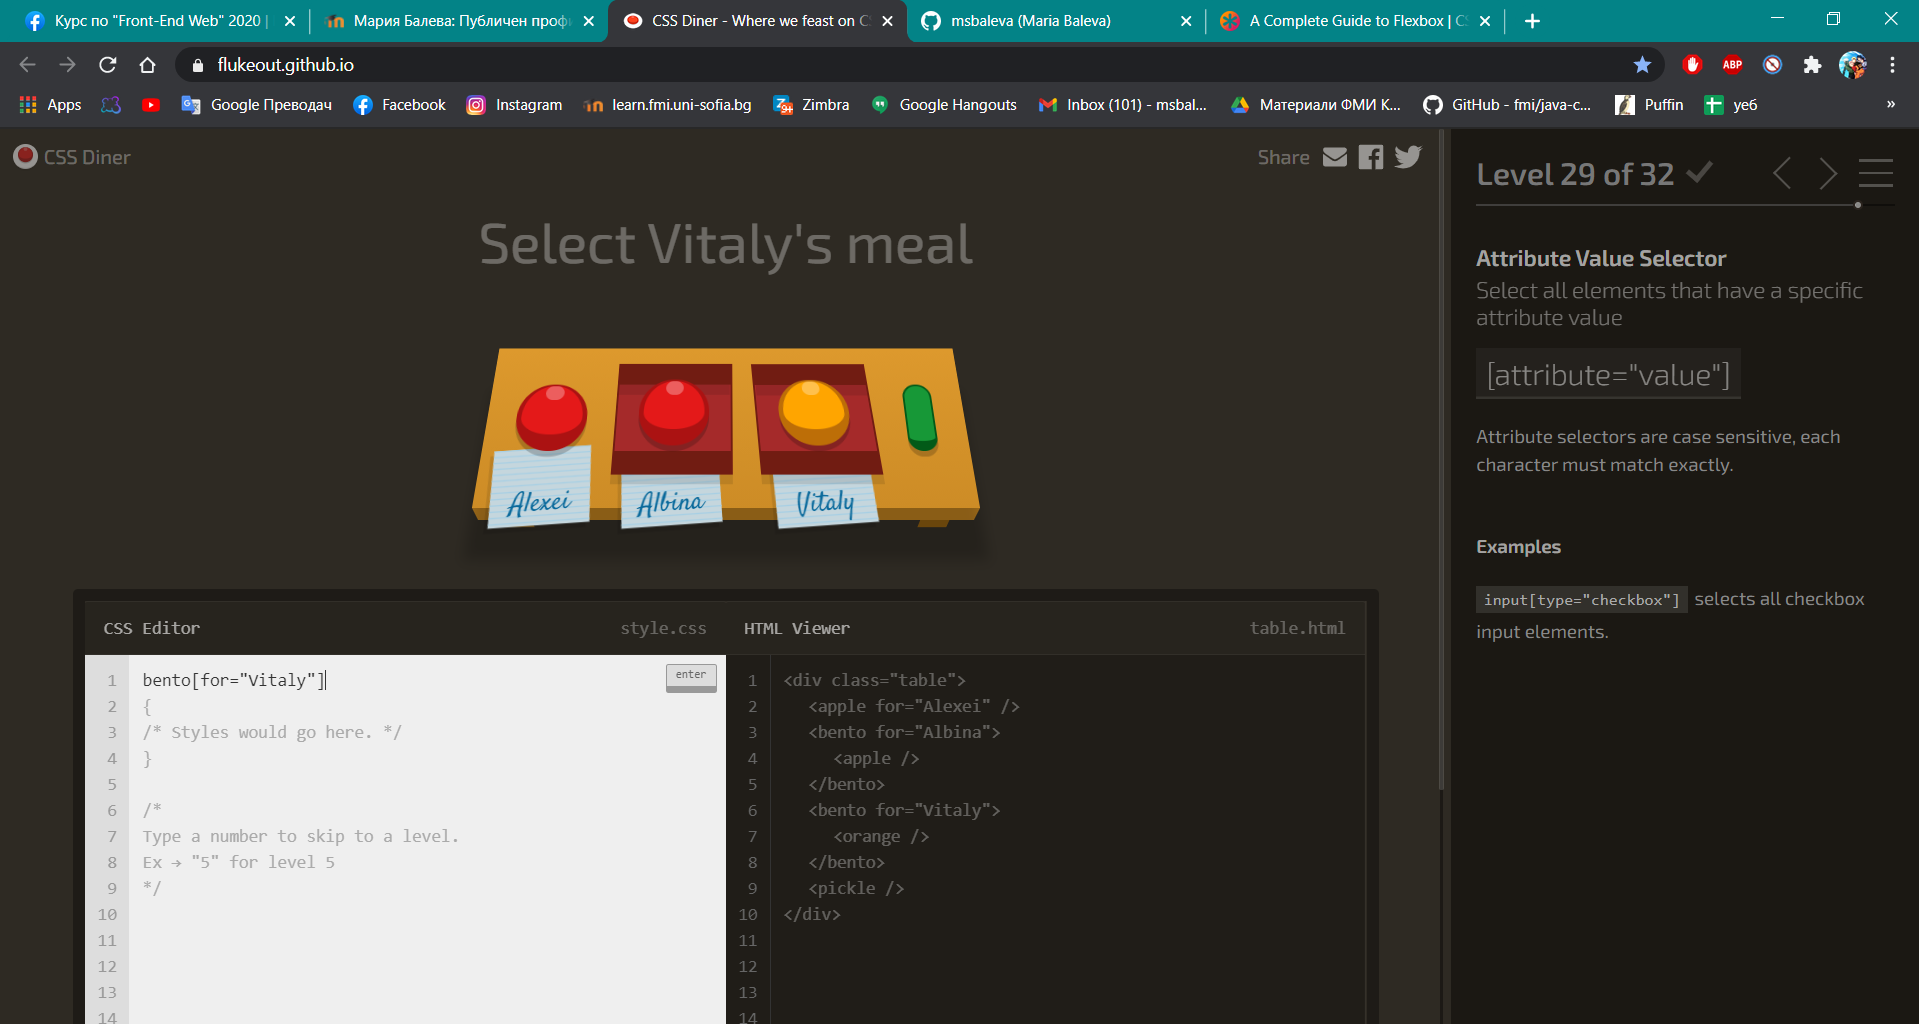 Курс по "Front-End Web" 2020 |
Мария Балева: Публичен проф
CSS Diner - Where we feast on CS
msbaleva (Maria Baleva)
A Complete Guide to Flexbox | CS
flukeout.github.io
ABP
Apps
Google Преводач
Facebook
Instagram
learn.fmi.uni-sofia.bg
Zimbra
Google Hangouts
Inbox (101) - msbal...
Материали ФМИ К...
GitHub - fmi/java-c...
Puffin
уеб
»
CSS Diner
Share
Select Vitaly's meal
Alexei
Albina
Vitaly
CSS Editor
style.css
HTML Viewer
table.html
enter
1 bento[for="Vitaly"]
2 {
3 /* Styles would go here. */
4 }
5
6 /*
7 Type a number to skip to a level.
8 Ex → "5" for level 5
9 */
10
11
12
13
14
1 <div class="table">
2 <apple for="Alexei" />
3 <bento for="Albina">
4 <apple />
5 </bento>
6 <bento for="Vitaly">
7 <orange />
8 </bento>
9 <pickle />
10 </div>
11
12
13
14
Level 29 of 32
Attribute Value Selector
Select all elements that have a specific
attribute value
[attribute="value"]
Attribute selectors are case sensitive, each
character must match exactly.
Examples
input[type="checkbox"] selects all checkbox
input elements.